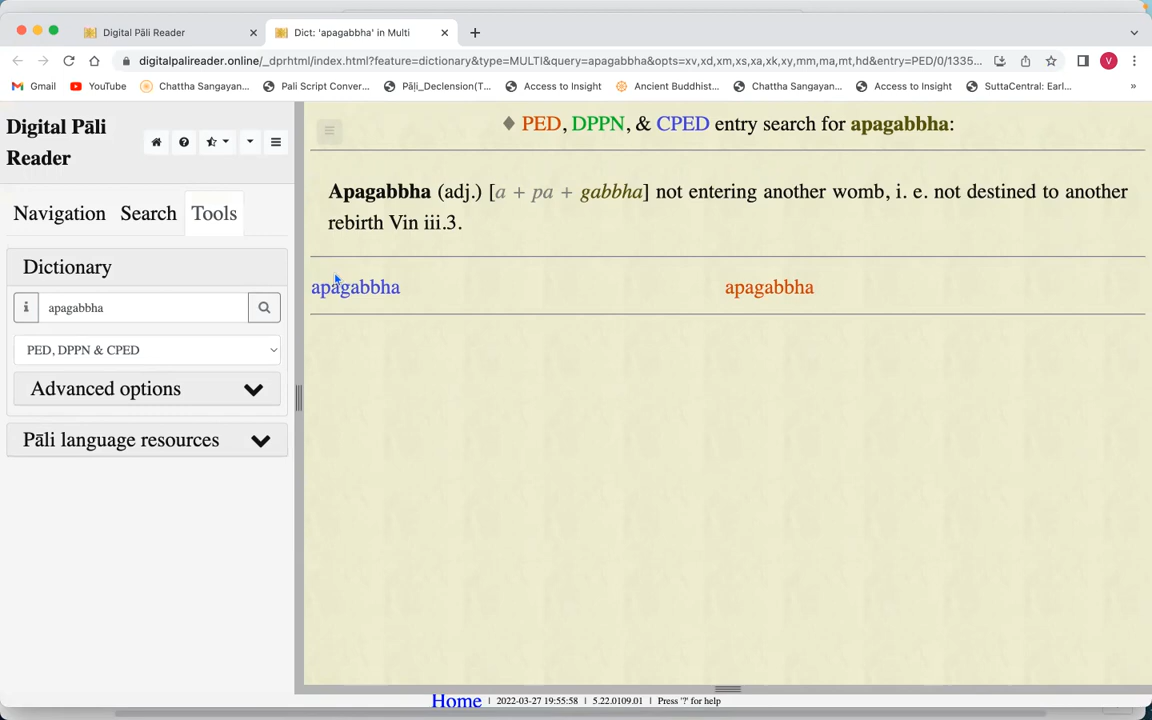 Digital Pāli Reader
Dict: 'apagabbha' in Multi
digitalpalireader.online/_dprhtml/index.html?feature=dictionary&type=MULTI&query=apagabbha&opts=xv,xd,xm,xs,xa,xk,xy,mm,ma,mt,hd&entry=PED/0/1335...
V
Gmail
YouTube
Chattha Sangayan...
Pali Script Conver...
Pāḷi_Declension(T...
Access to Insight
Ancient Buddhist...
Chattha Sangayan...
Access to Insight
SuttaCentral: Earl...
»
Digital Pāli
Reader
Navigation Search Tools
Dictionary
apagabbha
PED, DPPN & CPED
Advanced options
Pāli language resources
♦ PED, DPPN, & CPED entry search for apagabbha:
Apagabbha (adj.) [a + pa + gabbha] not entering another womb, i. e. not destined to another
rebirth Vin iii.3.
apagabbha apagabbha
Home | 2022-03-27 19:55:58 | 5.22.0109.01 | Press '?' for help